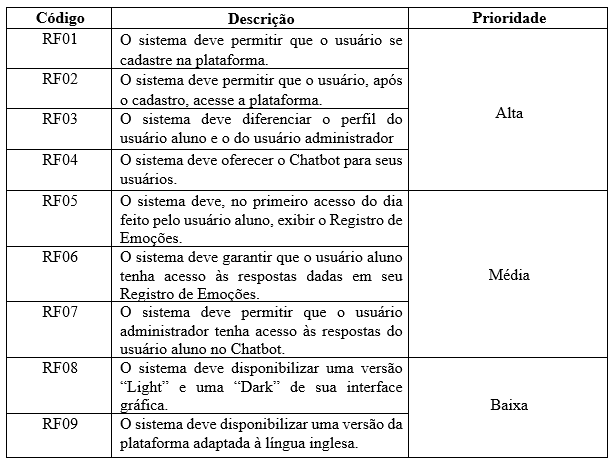 Código Descrição Prioridade
RF01 O sistema deve permitir que o usuário se
cadastre na plataforma.
RF02 O sistema deve permitir que o usuário, após
o cadastro, acesse a plataforma.
RF03 O sistema deve diferenciar o perfil do
usuário aluno e o do usuário administrador
Alta
RF04 O sistema deve oferecer o Chatbot para seus
usuários.
RF05 O sistema deve, no primeiro acesso do dia
feito pelo usuário aluno, exibir o Registro de
Emoções.
RF06 O sistema deve garantir que o usuário aluno
tenha acesso às respostas dadas em seu
Registro de Emoções.
Média
RF07 O sistema deve permitir que o usuário
administrador tenha acesso às respostas do
usuário aluno no Chatbot.
RF08 O sistema deve disponibilizar uma versão
“Light” e uma “Dark” de sua interface
gráfica.
Baixa
RF09 O sistema deve disponibilizar uma versão da
plataforma adaptada à língua inglesa.